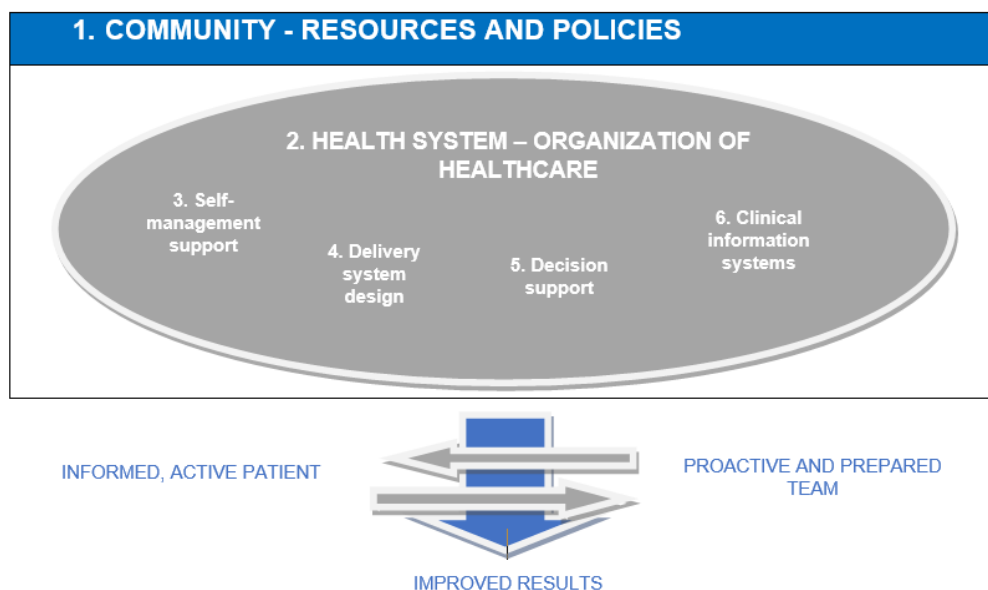 1. COMMUNITY - RESOURCES AND POLICIES
2. HEALTH SYSTEM – ORGANIZATION OF
HEALTHCARE
3. Self-
management
support
4. Delivery
system
design
5. Decision
support
6. Clinical
information
systems
INFORMED, ACTIVE PATIENT
PROACTIVE AND PREPARED
TEAM
IMPROVED RESULTS